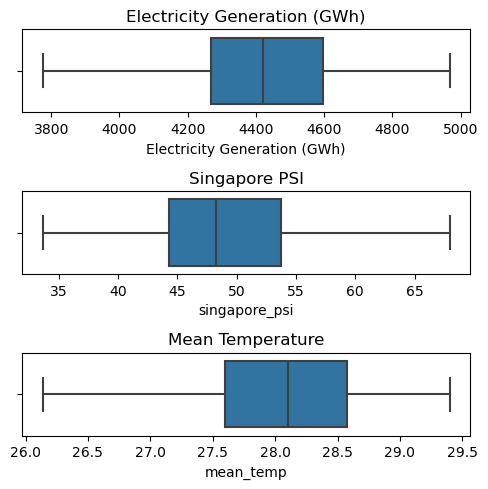 Electricity Generation (GWh)
3800 4000 4200 4400 4600 4800 5000
Electricity Generation (GWh)
Singapore PSI
35 40 45 50 55 60 65
singapore_psi
Mean Temperature
26.0 26.5 27.0 27.5 28.0 28.5 29.0 29.5
mean_temp